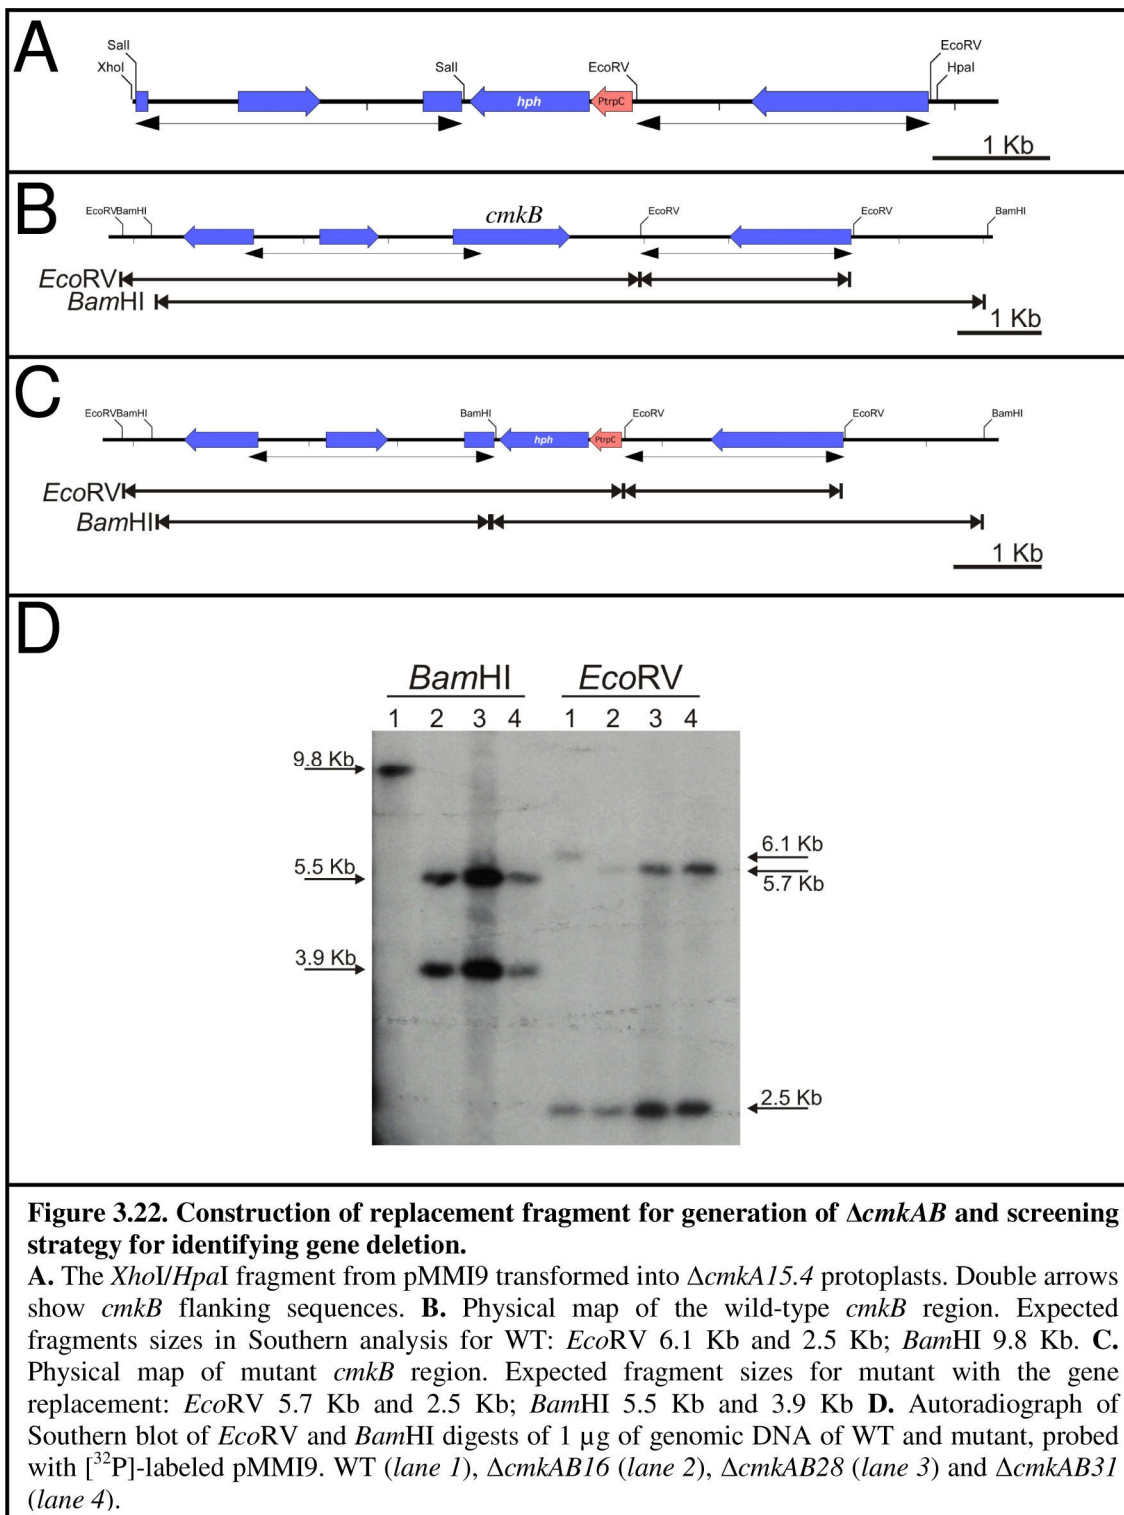 A
SalI
XhoI
SalI
EcoRV
EcoRV
HpaI
hph
PtrpC
1 Kb
B
EcoRV
BamHI
cmkB
EcoRV
EcoRV
BamHI
EcoRV
BamHI
1 Kb
C
EcoRV
BamHI
BamHI
EcoRV
EcoRV
BamHI
hph
PtrpC
EcoRV
BamHI
1 Kb
D
BamHI EcoRV
1 2 3 4 1 2 3 4
9.8 Kb
6.1 Kb
5.5 Kb
5.7 Kb
3.9 Kb
2.5 Kb
Figure 3.22. Construction of replacement fragment for generation of ΔcmkAB and screening
strategy for identifying gene deletion.
A. The XhoI/HpaI fragment from pMMI9 transformed into ΔcmkA15.4 protoplasts. Double arrows
show cmkB flanking sequences. B. Physical map of the wild-type cmkB region. Expected
fragments sizes in Southern analysis for WT: EcoRV 6.1 Kb and 2.5 Kb; BamHI 9.8 Kb. C.
Physical map of mutant cmkB region. Expected fragment sizes for mutant with the gene
replacement: EcoRV 5.7 Kb and 2.5 Kb; BamHI 5.5 Kb and 3.9 Kb D. Autoradiograph of
Southern blot of EcoRV and BamHI digests of 1 µg of genomic DNA of WT and mutant, probed
with [32P]-labeled pMMI9. WT (lane 1), ΔcmkAB16 (lane 2), ΔcmkAB28 (lane 3) and ΔcmkAB31
(lane 4).